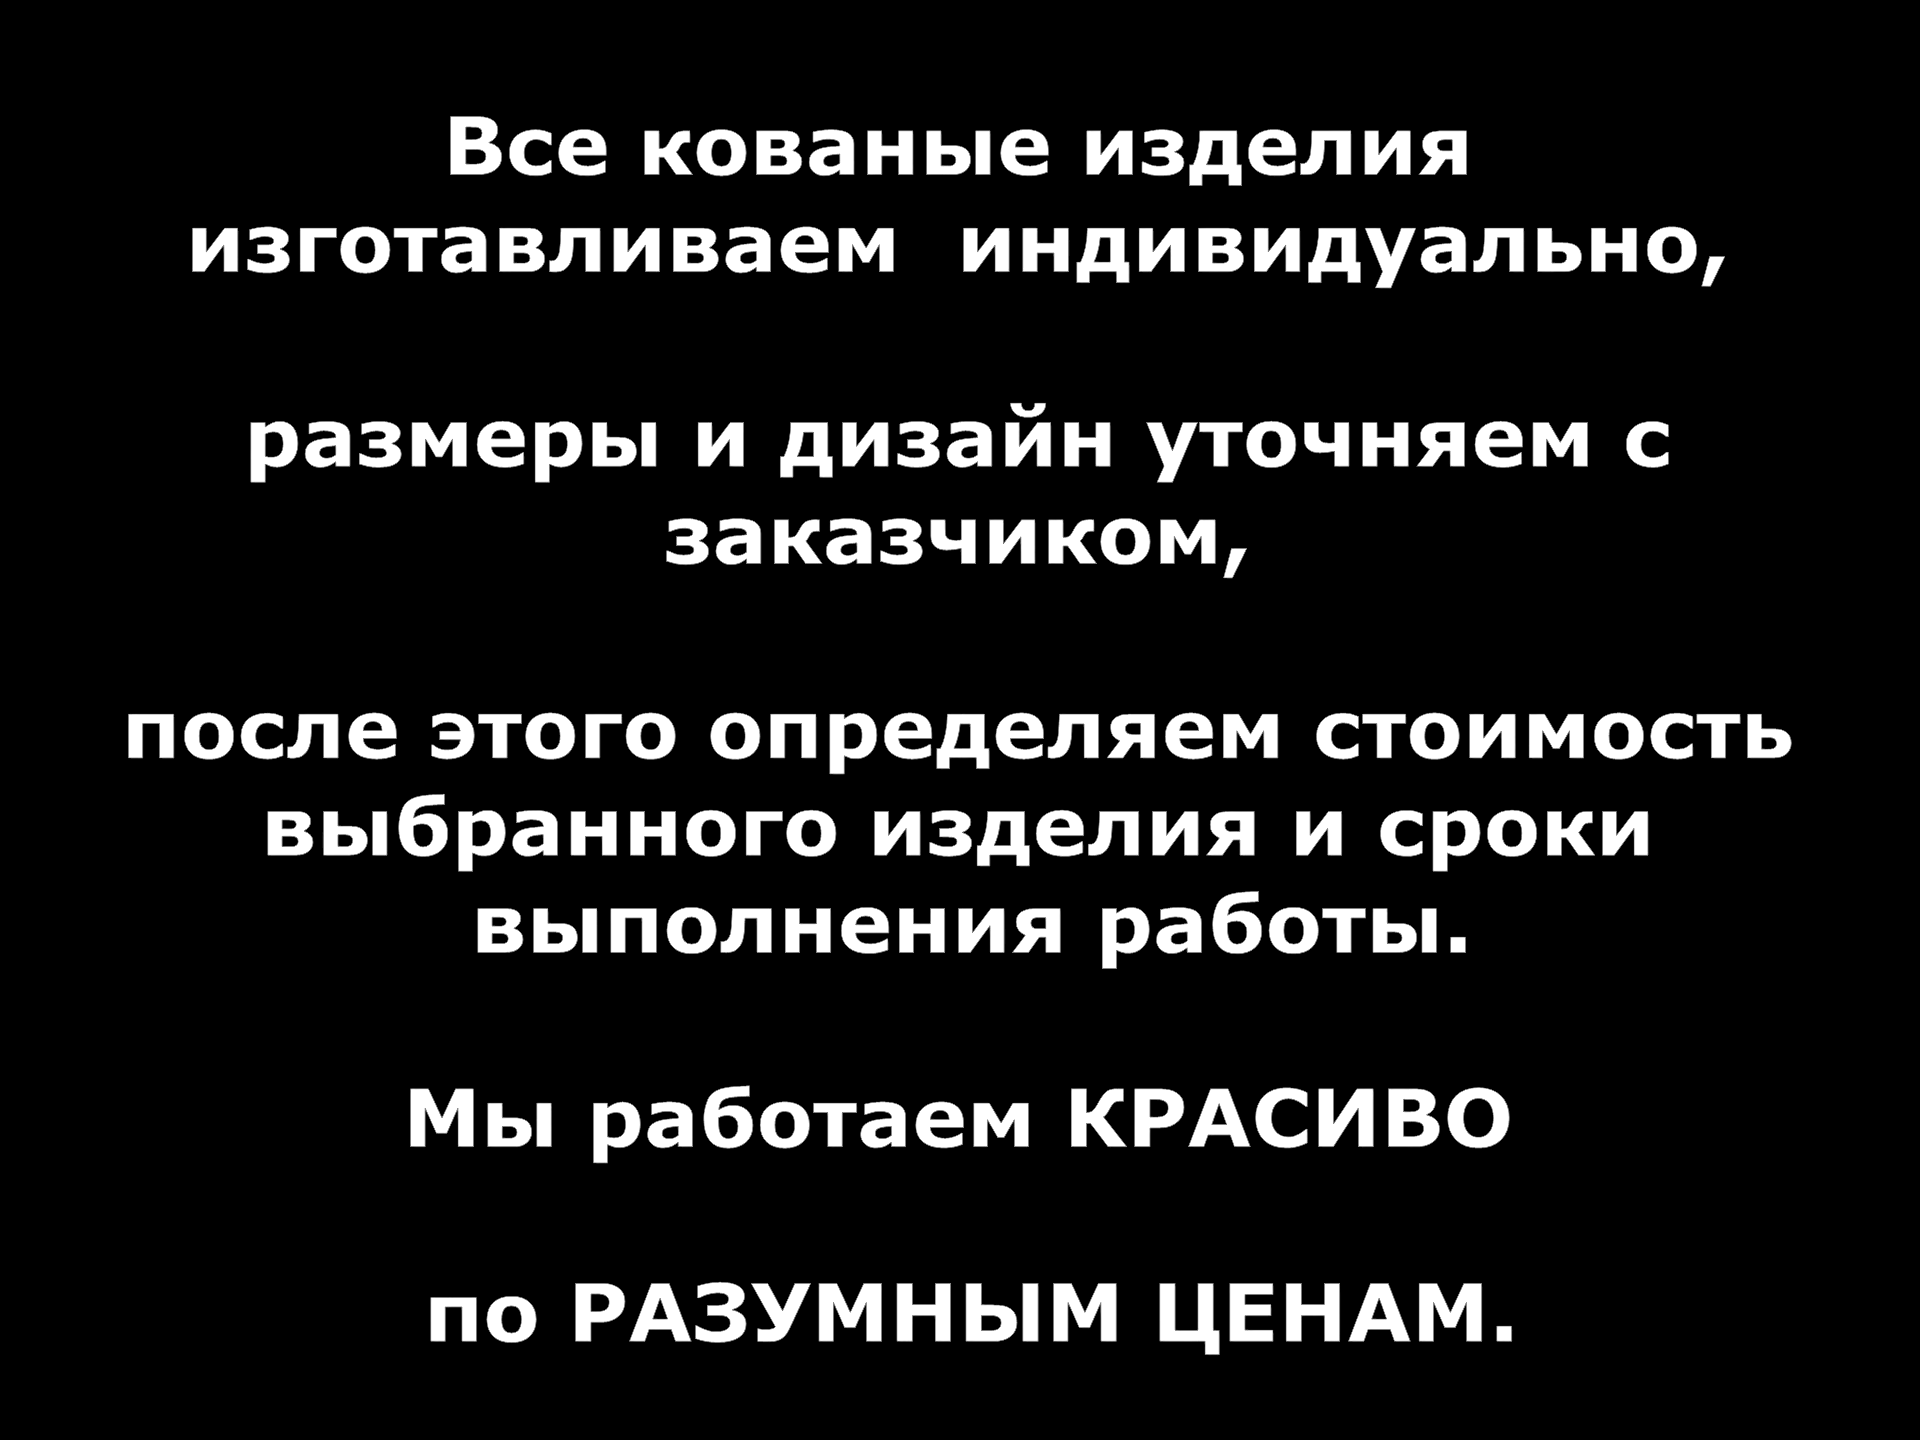 Все кованые изделия
изготавливаем  индивидуально,
размеры и дизайн уточняем с
заказчиком,
после этого определяем стоимость
выбранного изделия и сроки
выполнения работы.
Мы работаем КРАСИВО
по РАЗУМНЫМ ЦЕНАМ.